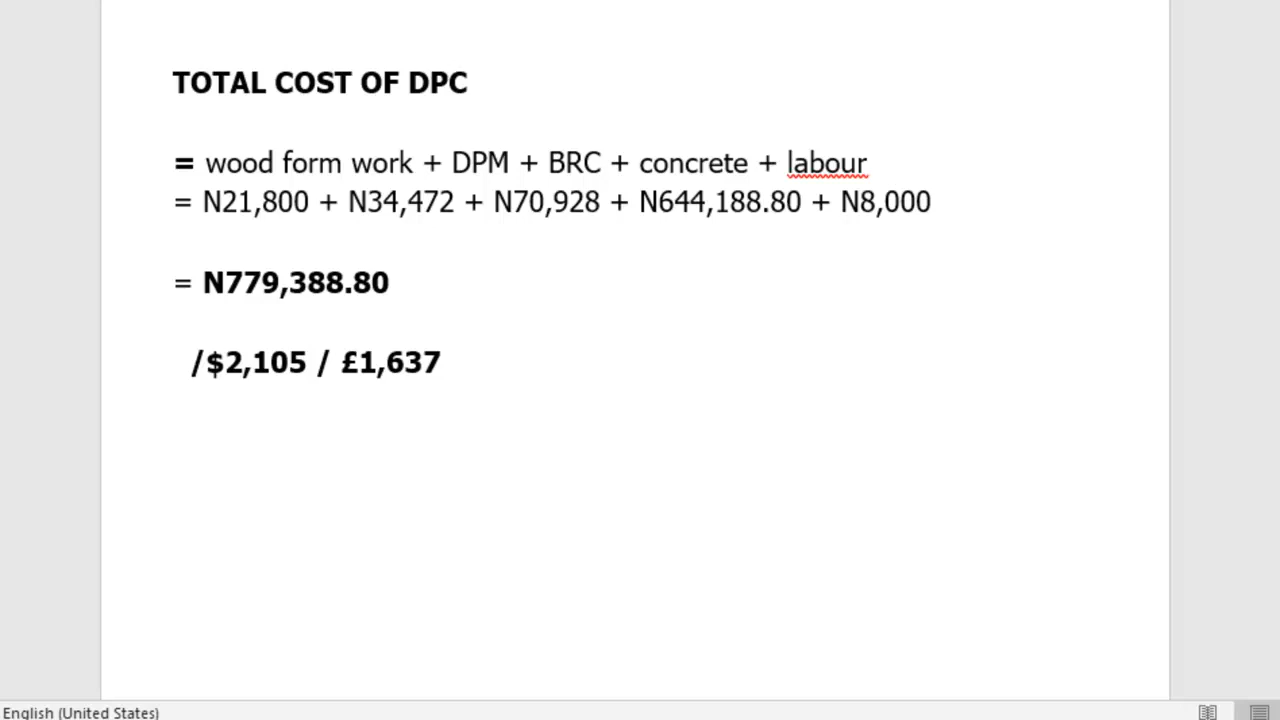 TOTAL COST OF DPC
= wood form work + DPM + BRC + concrete + labour
= N21,800 + N34,472 + N70,928 + N644,188.80 + N8,000
= N779,388.80
/$2,105 / £1,637
English (United States)